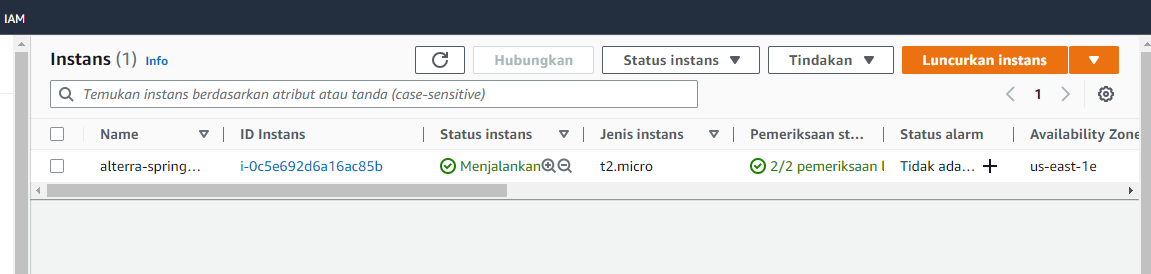 IAM
Instans (1) Info
Hubungkan
Status instans
Tindakan
Luncurkan instans
Temukan instans berdasarkan atribut atau tanda (case-sensitive)
1
Name ID Instans Status instans Jenis instans Pemeriksaan st... Status alarm Availability Zone
alterra-spring... i-0c5e692d6a16ac85b Menjalankan t2.micro 2/2 pemeriksaan Tidak ada... us-east-1e